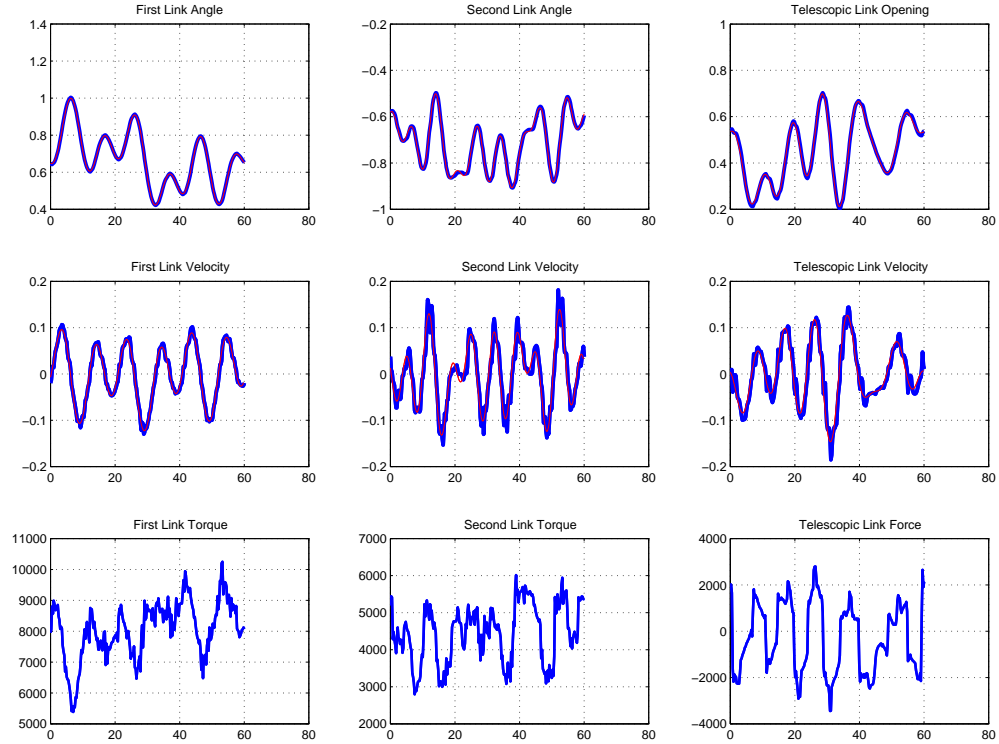 First Link Angle
Second Link Angle
Telescopic Link Opening
1.4
1.2
1
0.8
0.6
0.4
0 20 40 60 80
−0.2
−0.4
−0.6
−0.8
−1
0 20 40 60 80
1
0.8
0.6
0.4
0.2
0 20 40 60 80
First Link Velocity
Second Link Velocity
Telescopic Link Velocity
0.2
0.1
0
−0.1
−0.2
0 20 40 60 80
0.2
0.1
0
−0.1
−0.2
0 20 40 60 80
0.2
0.1
0
−0.1
−0.2
0 20 40 60 80
First Link Torque
Second Link Torque
Telescopic Link Force
11000
10000
9000
8000
7000
6000
5000
0 20 40 60 80
7000
6000
5000
4000
3000
2000
0 20 40 60 80
4000
2000
0
−2000
−4000
0 20 40 60 80